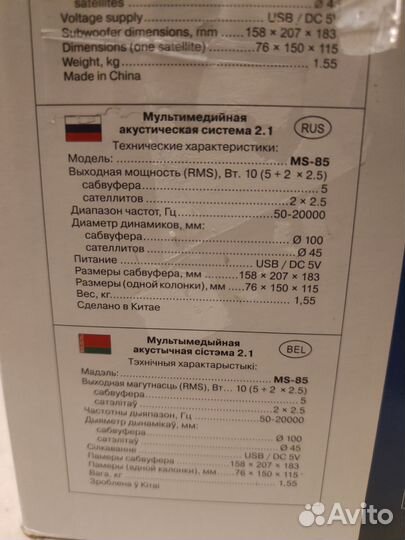 satellites ........ Ø 45
Voltage supply ........ USB / DC 5V
Subwoofer dimensions, mm ........ 158 × 207 × 183
Dimensions (one satellite) ........ 76 × 150 × 115
Weight, kg ........ 1.55
Made in China
Мультимедийная
акустическая система 2.1
RUS
Технические характеристики:
Модель: ........ MS-85
Выходная мощность (RMS), Вт. 10 (5 + 2 × 2.5)
сабвуфера ........ 5
сателлитов ........ 2 × 2.5
Диапазон частот, Гц ........ 50-20000
Диаметр динамиков, мм:
сабвуфера ........ Ø 100
сателлитов ........ Ø 45
Питание ........ USB / DC 5V
Размеры сабвуфера, мм ........ 158 × 207 × 183
Размеры (одной колонки), мм ........ 76 × 150 × 115
Вес, кг ........ 1,55
Сделано в Китае
Мультымедыйная
акустычная сістэма 2.1
BEL
Тэхнічныя характарыстыкі:
Мадэль: ........ MS-85
Выходная магутнасць (RMS), Вт .. 10 (5 + 2 × 2.5)
сабвуфера ........ 5
сатэлітаў ........ 2 × 2.5
Частотны дыяпазон, Гц ........ 50-20000
Дыяметр дынамікаў, мм:
сабвуфера ........ Ø 100
сатэлітаў ........ Ø 45
Сілкаванне ........ USB / DC 5V
Памеры сабвуфера, мм ........ 158 × 207 × 183
Памеры (одной колонки), мм ........ 76 × 150 × 115
Вага, кг ........ 1,55
Зроблена ў Кітаі
Avito